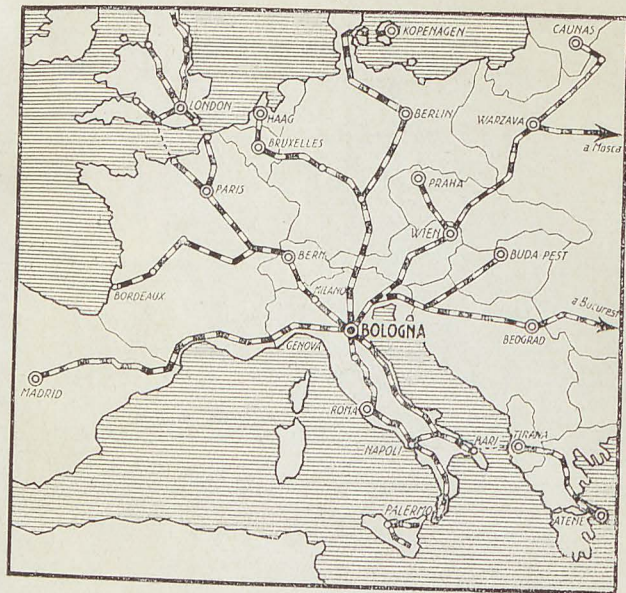 KOPENAGEN
CAUNAS
LONDON
HAAG
BERLIN
WARZAVA
a Mosca
BRUXELLES
PARIS
PRAHA
WIEN
BERN
BUDA PEST
MILANO
BORDEAUX
a Bucarest
BOLOGNA
GENOVA
BEOGRAD
MADRID
ROMA
NAPOLI
BARI
TIRANA
PALERMO
ATENE